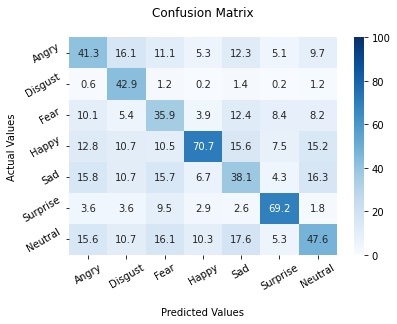 Confusion Matrix
Actual Values
Angry 41.3 16.1 11.1 5.3 12.3 5.1 9.7
Disgust 0.6 42.9 1.2 0.2 1.4 0.2 1.2
Fear 10.1 5.4 35.9 3.9 12.4 8.4 8.2
Happy 12.8 10.7 10.5 70.7 15.6 7.5 15.2
Sad 15.8 10.7 15.7 6.7 38.1 4.3 16.3
Surprise 3.6 3.6 9.5 2.9 2.6 69.2 1.8
Neutral 15.6 10.7 16.1 10.3 17.6 5.3 47.6
Angry Disgust Fear Happy Sad Surprise Neutral
Predicted Values
100
80
60
40
20
0